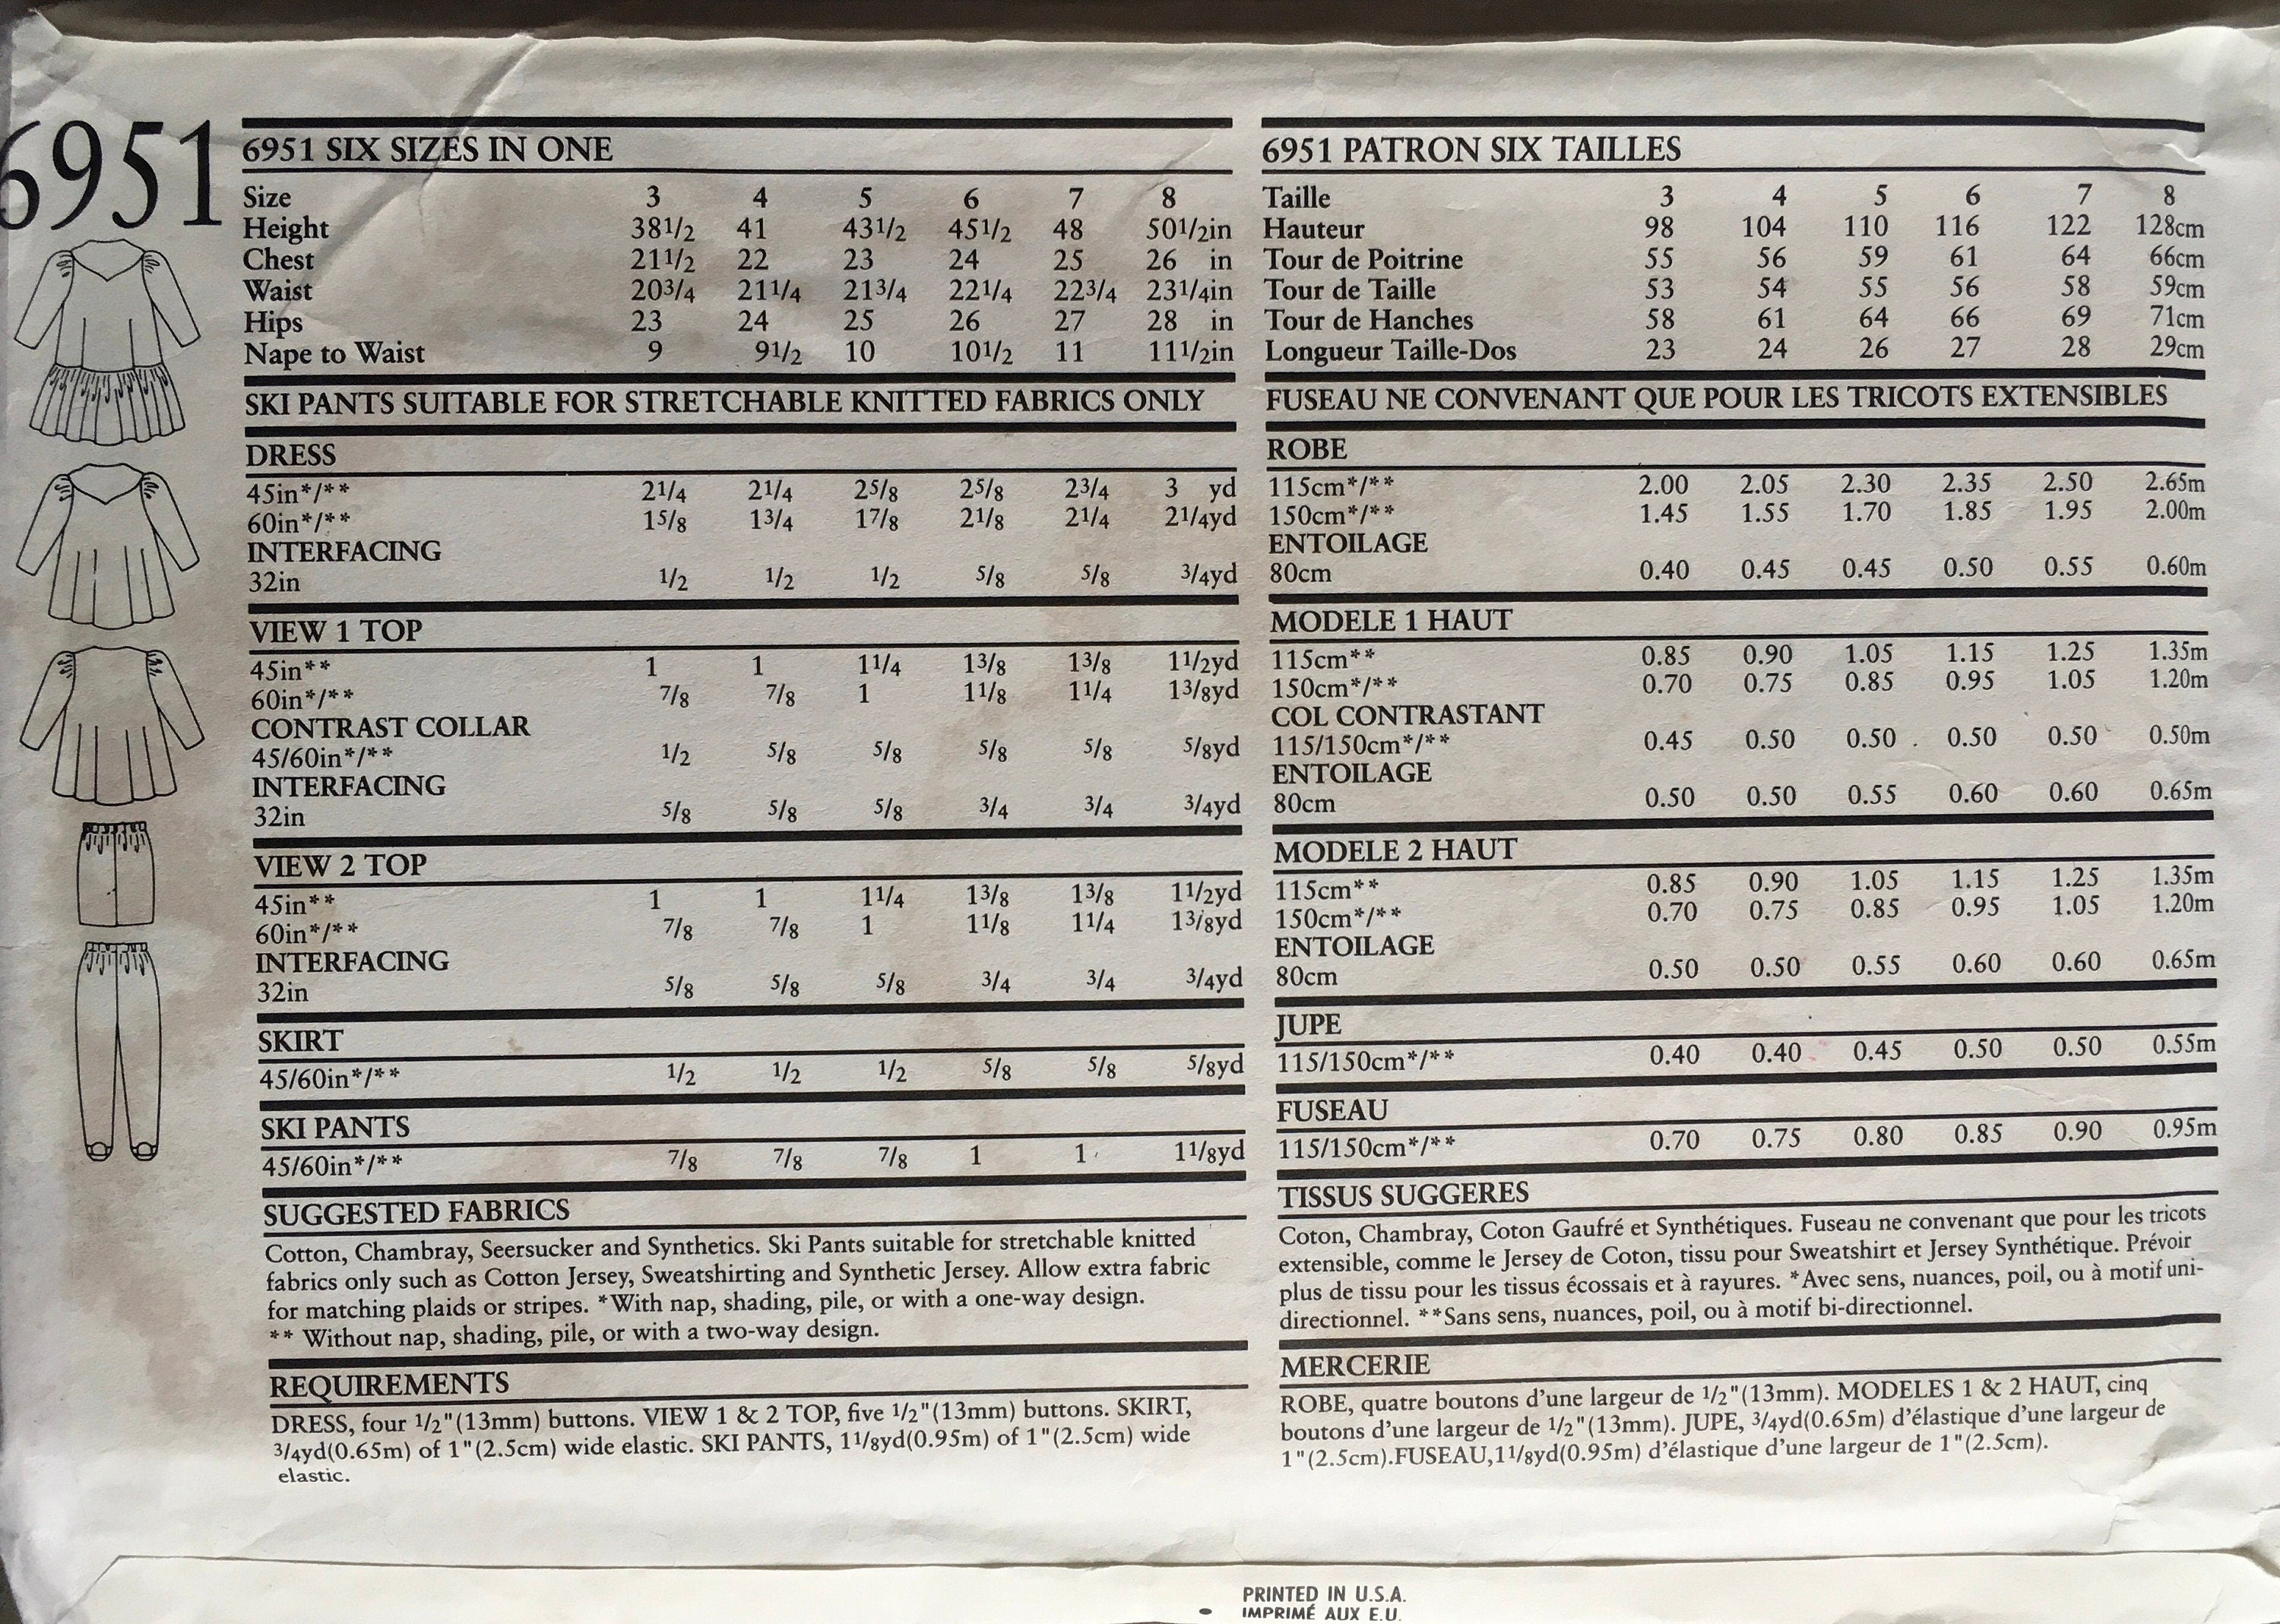 6951
6951 SIX SIZES IN ONE
Size 3 4 5 6 7 8
Height 38½ 41 43½ 45½ 48 50½in
Chest 21½ 22 23 24 25 26 in
Waist 20¾ 21¼ 21¾ 22¼ 22¾ 23¼in
Hips 23 24 25 26 27 28 in
Nape to Waist 9 9½ 10 10½ 11 11½in
SKI PANTS SUITABLE FOR STRETCHABLE KNITTED FABRICS ONLY
DRESS
45in*/** 2¼ 2¼ 2⅝ 2⅝ 2¾ 3 yd
60in*/** 1⅝ 1¾ 1⅞ 2⅛ 2¼ 2¼yd
INTERFACING
32in ½ ½ ½ ⅝ ⅝ ¾yd
VIEW 1 TOP
45in** 1 1 1¼ 1⅜ 1⅜ 1½yd
60in*/** ⅞ ⅞ 1 1⅛ 1¼ 1⅜yd
CONTRAST COLLAR
45/60in*/** ½ ⅝ ⅝ ⅝ ⅝ ⅝yd
INTERFACING
32in ⅝ ⅝ ⅝ ¾ ¾ ¾yd
VIEW 2 TOP
45in** 1 1 1¼ 1⅜ 1⅜ 1½yd
60in*/** ⅞ ⅞ 1 1⅛ 1¼ 1⅜yd
INTERFACING
32in ⅝ ⅝ ⅝ ¾ ¾ ¾yd
SKIRT
45/60in*/** ½ ½ ½ ⅝ ⅝ ⅝yd
SKI PANTS
45/60in*/** ⅞ ⅞ ⅞ 1 1 1⅛yd
SUGGESTED FABRICS
Cotton, Chambray, Seersucker and Synthetics. Ski Pants suitable for stretchable knitted
fabrics only such as Cotton Jersey, Sweatshirting and Synthetic Jersey. Allow extra fabric
for matching plaids or stripes. *With nap, shading, pile, or with a one-way design.
** Without nap, shading, pile, or with a two-way design.
REQUIREMENTS
DRESS, four ½"(13mm) buttons. VIEW 1 & 2 TOP, five ½"(13mm) buttons. SKIRT,
¾yd(0.65m) of 1"(2.5cm) wide elastic. SKI PANTS, 1⅛yd(0.95m) of 1"(2.5cm) wide
elastic.
6951 PATRON SIX TAILLES
Taille 3 4 5 6 7 8
Hauteur 98 104 110 116 122 128cm
Tour de Poitrine 55 56 59 61 64 66cm
Tour de Taille 53 54 55 56 58 59cm
Tour de Hanches 58 61 64 66 69 71cm
Longueur Taille-Dos 23 24 26 27 28 29cm
FUSEAU NE CONVENANT QUE POUR LES TRICOTS EXTENSIBLES
ROBE
115cm*/** 2.00 2.05 2.30 2.35 2.50 2.65m
150cm*/** 1.45 1.55 1.70 1.85 1.95 2.00m
ENTOILAGE
80cm 0.40 0.45 0.45 0.50 0.55 0.60m
MODELE 1 HAUT
115cm** 0.85 0.90 1.05 1.15 1.25 1.35m
150cm*/** 0.70 0.75 0.85 0.95 1.05 1.20m
COL CONTRASTANT
115/150cm*/** 0.45 0.50 0.50 0.50 0.50 0.50m
ENTOILAGE
80cm 0.50 0.50 0.55 0.60 0.60 0.65m
MODELE 2 HAUT
115cm** 0.85 0.90 1.05 1.15 1.25 1.35m
150cm*/** 0.70 0.75 0.85 0.95 1.05 1.20m
ENTOILAGE
80cm 0.50 0.50 0.55 0.60 0.60 0.65m
JUPE
115/150cm*/** 0.40 0.40 0.45 0.50 0.50 0.55m
FUSEAU
115/150cm*/** 0.70 0.75 0.80 0.85 0.90 0.95m
TISSUS SUGGERES
Coton, Chambray, Coton Gaufré et Synthétiques. Fuseau ne convenant que pour les tricots
extensible, comme le Jersey de Coton, tissu pour Sweatshirt et Jersey Synthétique. Prévoir
plus de tissu pour les tissus écossais et à rayures. *Avec sens, nuances, poil, ou à motif uni-
directionnel. **Sans sens, nuances, poil, ou à motif bi-directionnel.
MERCERIE
ROBE, quatre boutons d'une largeur de ½"(13mm). MODELES 1 & 2 HAUT, cinq
boutons d'une largeur de ½"(13mm). JUPE, ¾yd(0.65m) d'élastique d'une largeur de
1"(2.5cm).FUSEAU,1⅛yd(0.95m) d'élastique d'une largeur de 1"(2.5cm).
PRINTED IN U.S.A.
IMPRIMÉ AUX E.U.